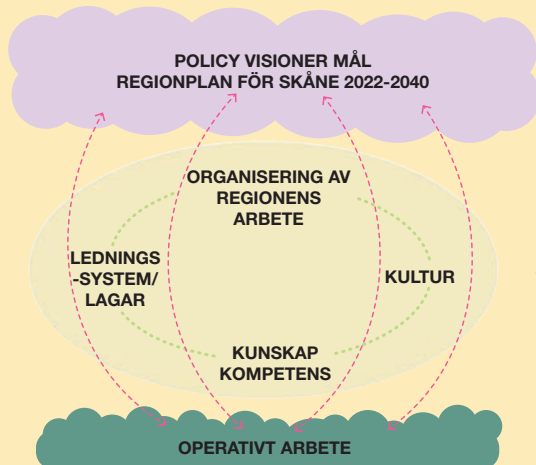 POLICY VISIONER MÅL
REGIONPLAN FÖR SKÅNE 2022-2040
ORGANISERING AV
REGIONENS
ARBETE
LEDNINGS
-SYSTEM/
LAGAR
KULTUR
KUNSKAP
KOMPETENS
OPERATIVT ARBETE